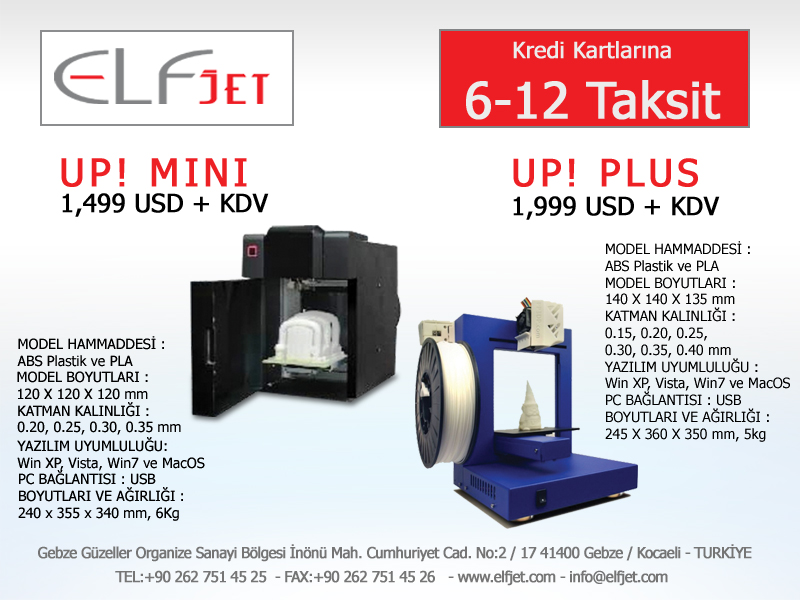 ELFJET
Kredi Kartlarına
6-12 Taksit
UP! MINI
1,499 USD + KDV
UP! PLUS
1,999 USD + KDV
MODEL HAMMADDESİ :
ABS Plastik ve PLA
MODEL BOYUTLARI :
120 X 120 X 120 mm
KATMAN KALINLIĞI :
0.20, 0.25, 0.30, 0.35 mm
YAZILIM UYUMLULUĞU:
Win XP, Vista, Win7 ve MacOS
PC BAĞLANTISI : USB
BOYUTLARI VE AĞIRLIĞI :
240 x 355 x 340 mm, 6Kg
MODEL HAMMADDESİ :
ABS Plastik ve PLA
MODEL BOYUTLARI :
140 X 140 X 135 mm
KATMAN KALINLIĞI :
0.15, 0.20, 0.25,
0.30, 0.35, 0.40 mm
YAZILIM UYUMLULUĞU :
Win XP, Vista, Win7 ve MacOS
PC BAĞLANTISI : USB
BOYUTLARI VE AĞIRLIĞI :
245 X 360 X 350 mm, 5kg
Gebze Güzeller Organize Sanayi Bölgesi İnönü Mah. Cumhuriyet Cad. No:2 / 17 41400 Gebze / Kocaeli - TURKİYE
TEL:+90 262 751 45 25 - FAX:+90 262 751 45 26 - www.elfjet.com - info@elfjet.com